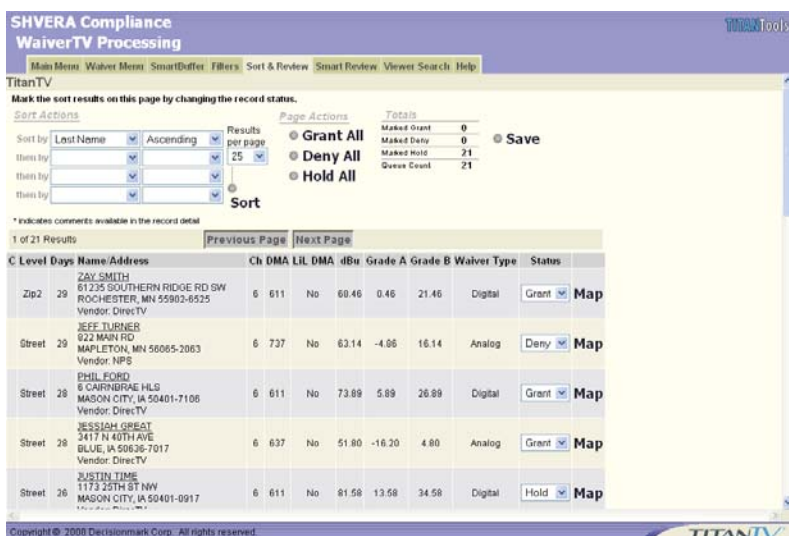 SHVERA Compliance
WaiverTV Processing
TITANTools
Main Menu Waiver Menu SmartBuffer Filters Sort & Review Smart Review Viewer Search Help
TitanTV
Mark the sort results on this page by changing the record status.
Sort Actions Page Actions Totals
Sort by Last Name Ascending
Results per page
25
then by
then by
then by
Sort
Grant All
Deny All
Hold All
Marked Grant 0
Marked Deny 0
Marked Hold 21
Queue Count 21
Save
* indicates comments available in the record detail
1 of 21 Results Previous Page Next Page
C Level Days Name/Address Ch DMA LiL DMA dBu Grade A Grade B Waiver Type Status
ZAY SMITH
Zip2 29 61235 SOUTHERN RIDGE RD SW 6 611 No 68.46 0.46 21.46 Digital Grant Map
ROCHESTER, MN 55902-6525
Vendor: DirecTV
JEFF TURNER
Street 29 822 MAIN RD 6 737 No 63.14 -4.86 16.14 Analog Deny Map
MAPLETON, MN 56065-2063
Vendor: NPS
PHIL FORD
Street 28 6 CAIRNBRAE HLS 6 611 No 73.89 5.89 26.89 Digital Grant Map
MASON CITY, IA 50401-7106
Vendor: DirecTV
JESSIAH GREAT
Street 28 3417 N 40TH AVE 6 637 No 51.80 -16.20 4.80 Analog Grant Map
BLUE, IA 50636-7017
Vendor: DirecTV
JUSTIN TIME
Street 26 1173 25TH ST NW 6 611 No 81.58 13.58 34.58 Digital Hold Map
MASON CITY, IA 50401-0917
Vendor: DirecTV
Copyright © 2008 Decisionmark Corp. All rights reserved.
TITANTV